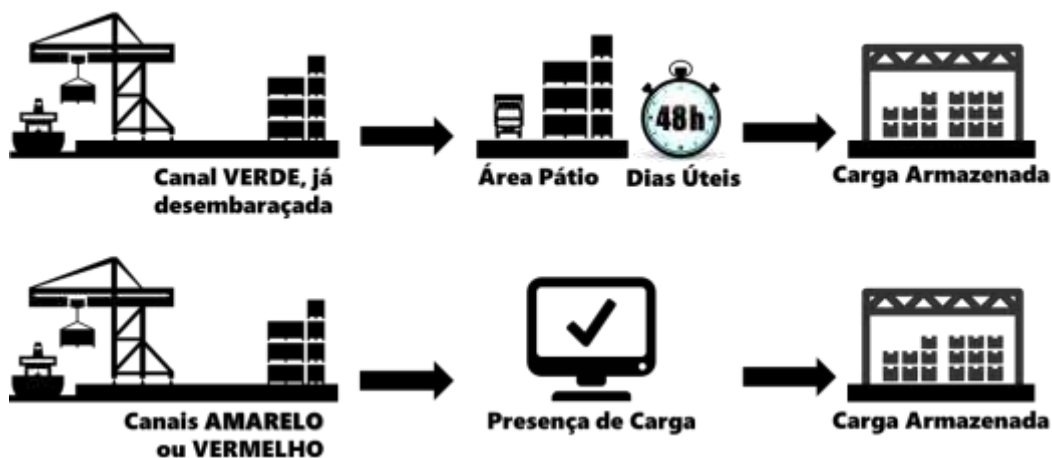 48h
Canal VERDE, já
desembaraçada
Área Pátio
Dias Úteis
Carga Armazenada
Canais AMARELO
ou VERMELHO
Presença de Carga
Carga Armazenada